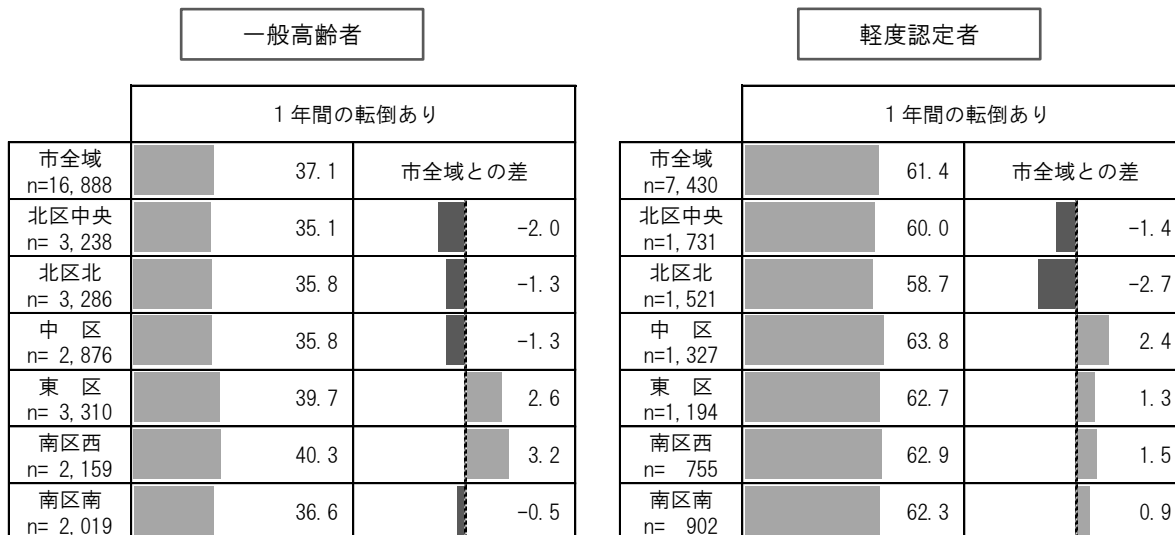 一般高齢者
1年間の転倒あり
市全域
n=16,888
37.1
市全域との差
北区中央
n= 3,238
35.1
-2.0
北区北
n= 3,286
35.8
-1.3
中　区
n= 2,876
35.8
-1.3
東　区
n= 3,310
39.7
2.6
南区西
n= 2,159
40.3
3.2
南区南
n= 2,019
36.6
-0.5
軽度認定者
1年間の転倒あり
市全域
n=7,430
61.4
市全域との差
北区中央
n=1,731
60.0
-1.4
北区北
n=1,521
58.7
-2.7
中　区
n=1,327
63.8
2.4
東　区
n=1,194
62.7
1.3
南区西
n=　755
62.9
1.5
南区南
n=　902
62.3
0.9